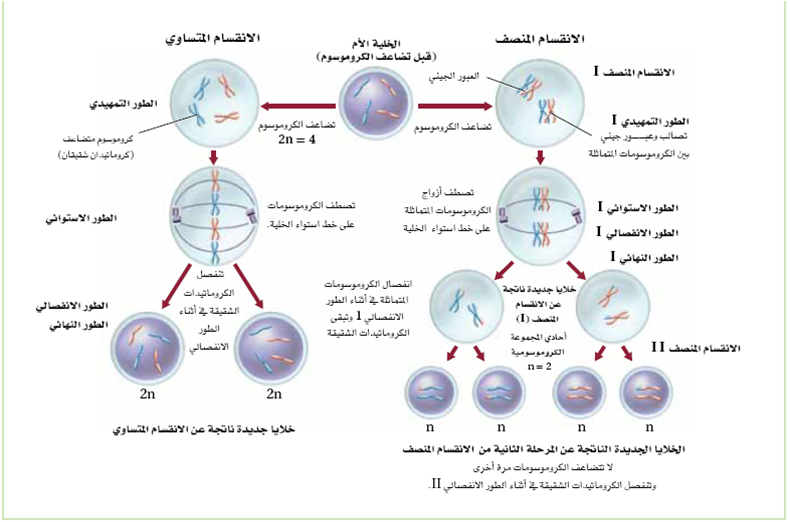 الانقسام المنصف
الخلية الأم
(قبل تضاعف الكروموسوم)
الانقسام المتساوي
الانقسام المنصف I
العبور الجيني
الطور التمهيدي I
تصالب وعبور جيني
بين الكروموسومات المتماثلة
تضاعف الكروموسوم
تضاعف الكروموسوم
2n = 4
الطور التمهيدي
كروموسوم متضاعف
(كروماتيدان شقيقان)
تصطف أزواج
الكروموسومات المتماثلة
على خط استواء الخلية
الطور الاستوائي I
الطور الانفصالي I
الطور النهائي I
تصطف الكروموسومات
على خط استواء الخلية.
الطور الاستوائي
انفصال الكروموسومات
المتماثلة في أثناء الطور
الانفصالي 1 وتبقى
الكروماتيدات الشقيقة
خلايا جديدة ناتجة
عن الانقسام
المنصف (I)
أحادي المجموعة
الكروموسومية
n = 2
الانقسام المنصف II
n
n
n
n
تنفصل
الكروماتيدات
الشقيقة في أثناء
الطور
الانفصالي
الطور الانفصالي
الطور النهائي
2n
2n
خلايا جديدة ناتجة عن الانقسام المتساوي
الخلايا الجديدة الناتجة عن المرحلة الثانية من الانقسام المنصف
لا تتضاعف الكروموسومات مرة أخرى
وتنفصل الكروماتيدات الشقيقة في أثناء الطور الانفصالي II.